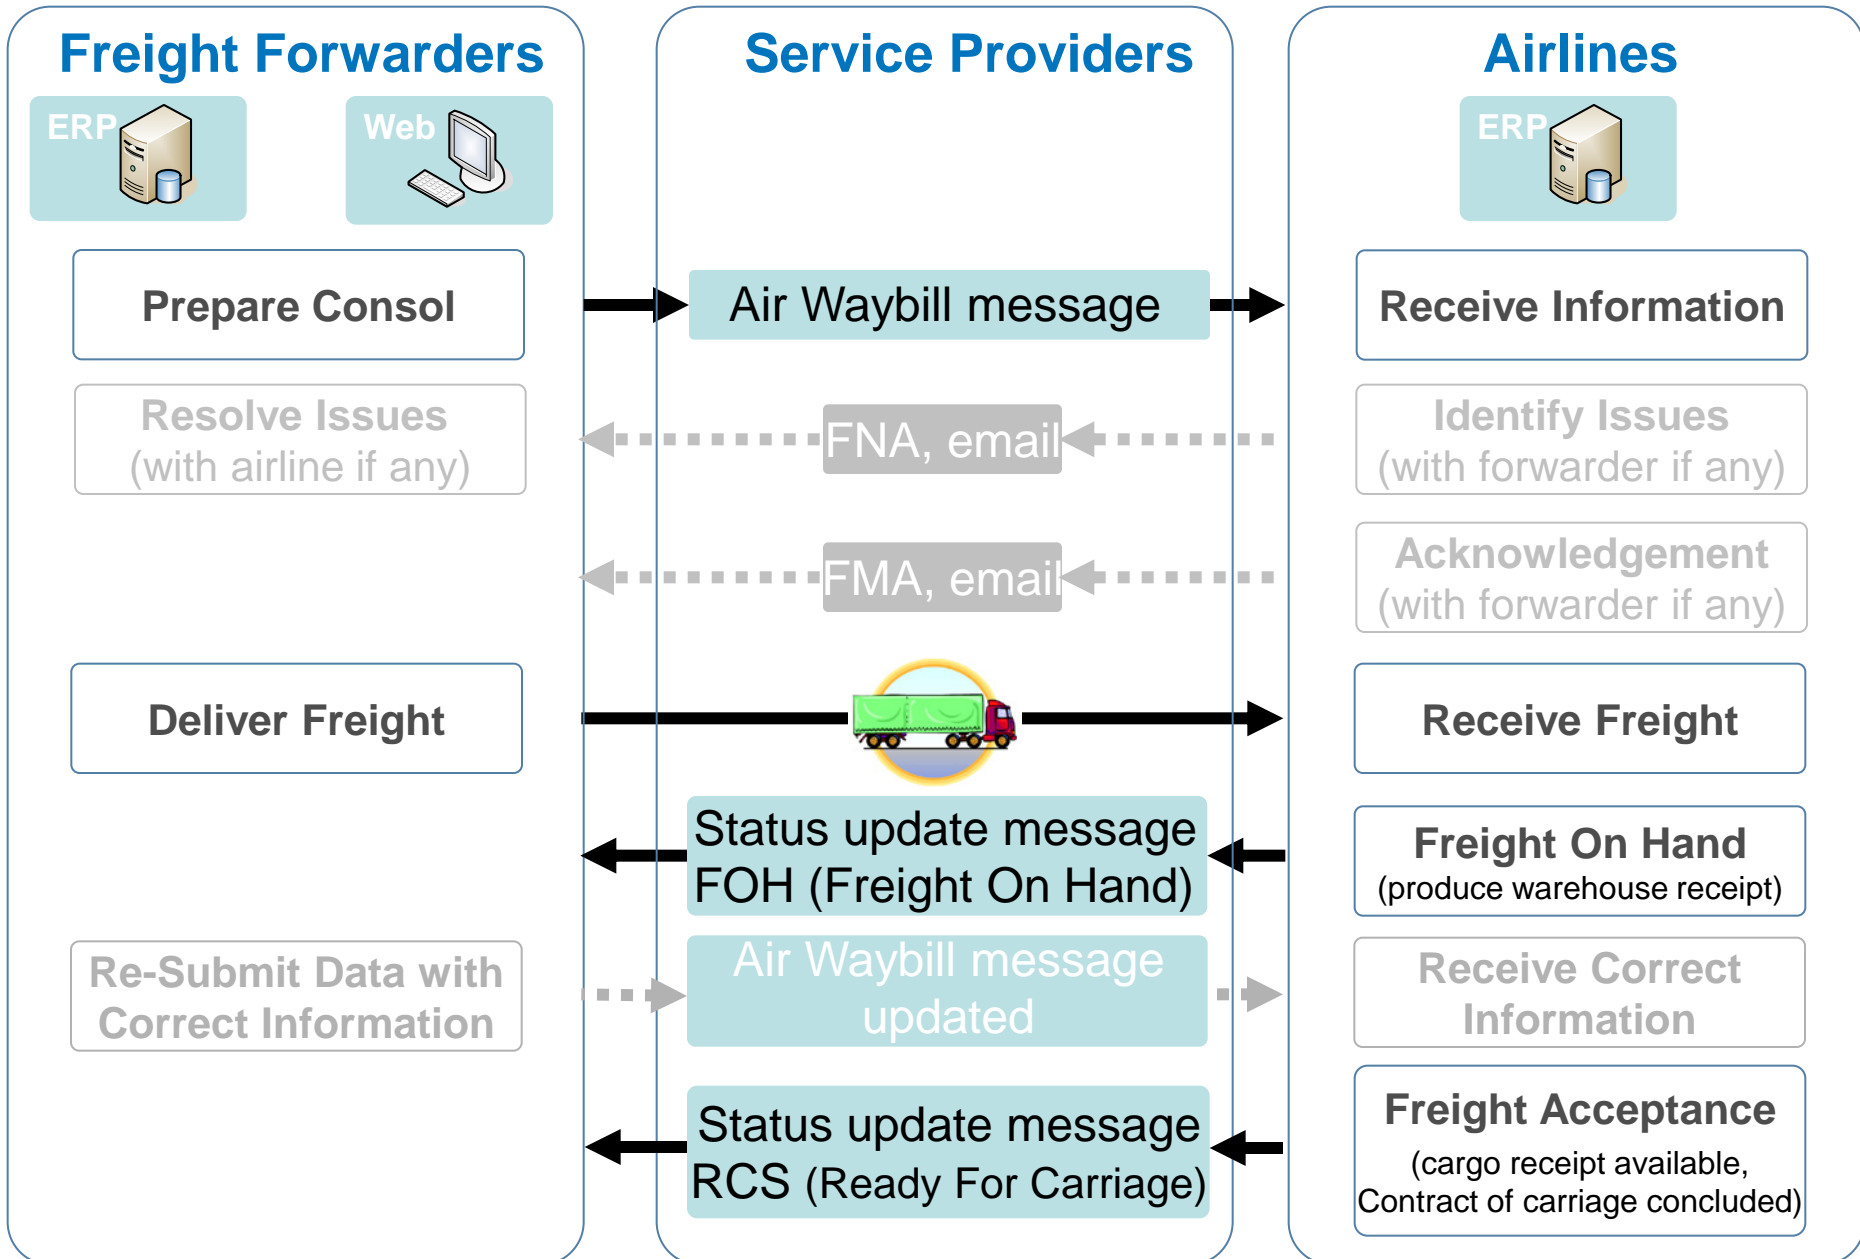 Freight Forwarders
Service Providers
Airlines
ERP
Web
ERP
Prepare Consol
Air Waybill message
Receive Information
Resolve Issues
(with airline if any)
FNA, email
Identify Issues
(with forwarder if any)
FMA, email
Acknowledgement
(with forwarder if any)
Deliver Freight
Receive Freight
Status update message
FOH (Freight On Hand)
Freight On Hand
(produce warehouse receipt)
Re-Submit Data with
Correct Information
Air Waybill message
updated
Receive Correct
Information
Status update message
RCS (Ready For Carriage)
Freight Acceptance
(cargo receipt available,
Contract of carriage concluded)